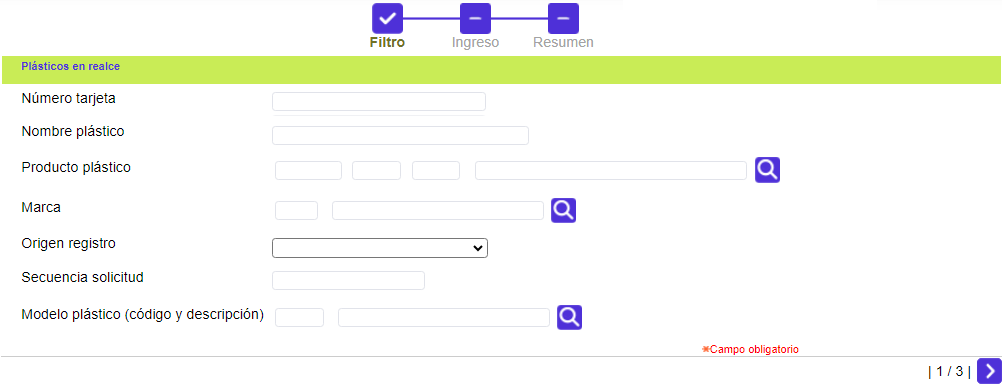 Filtro Ingreso Resumen
Plásticos en realce
Número tarjeta
Nombre plástico
Producto plástico
Marca
Origen registro
Secuencia solicitud
Modelo plástico (código y descripción)
*Campo obligatorio
| 1 / 3 |